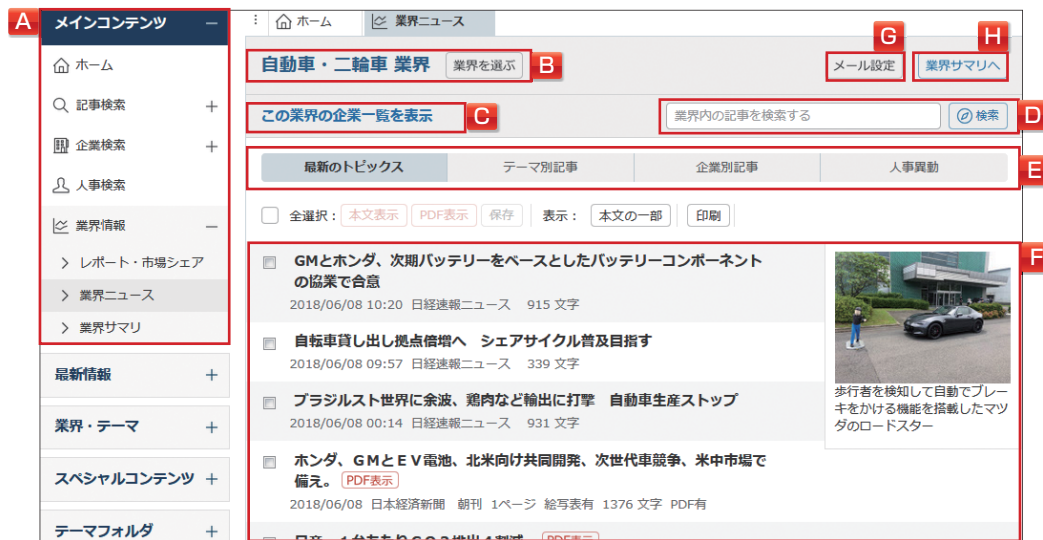 A
メインコンテンツ －
ホーム
記事検索 ＋
企業検索 ＋
人事検索
業界情報 －
レポート・市場シェア
業界ニュース
業界サマリ
最新情報 ＋
業界・テーマ ＋
スペシャルコンテンツ ＋
テーマフォルダ ＋
ホーム
業界ニュース
自動車・二輪車 業界 業界を選ぶ B
G
H
メール設定 業界サマリへ
この業界の企業一覧を表示 C
業界内の記事を検索する 検索 D
最新のトピックス テーマ別記事 企業別記事 人事異動 E
全選択： 本文表示 PDF表示 保存 表示： 本文の一部 印刷
F
GMとホンダ、次期バッテリーをベースとしたバッテリーコンポーネント
の協業で合意
2018/06/08 10:20 日経速報ニュース 915 文字
自転車貸し出し拠点倍増へ　シェアサイクル普及目指す
2018/06/08 09:57 日経速報ニュース 339 文字
ブラジルスト世界に余波、鶏肉など輸出に打撃　自動車生産ストップ
2018/06/08 00:14 日経速報ニュース 931 文字
ホンダ、ＧＭとＥＶ電池、北米向け共同開発、次世代車競争、米中市場で
備え。 PDF表示
2018/06/08 日本経済新聞 朝刊 1ページ 絵写表有 1376 文字 PDF有
日産、１台あたりＣＯ２排出４割減 PDF表示
歩行者を検知して自動でブレー
キをかける機能を搭載したマツ
ダのロードスター